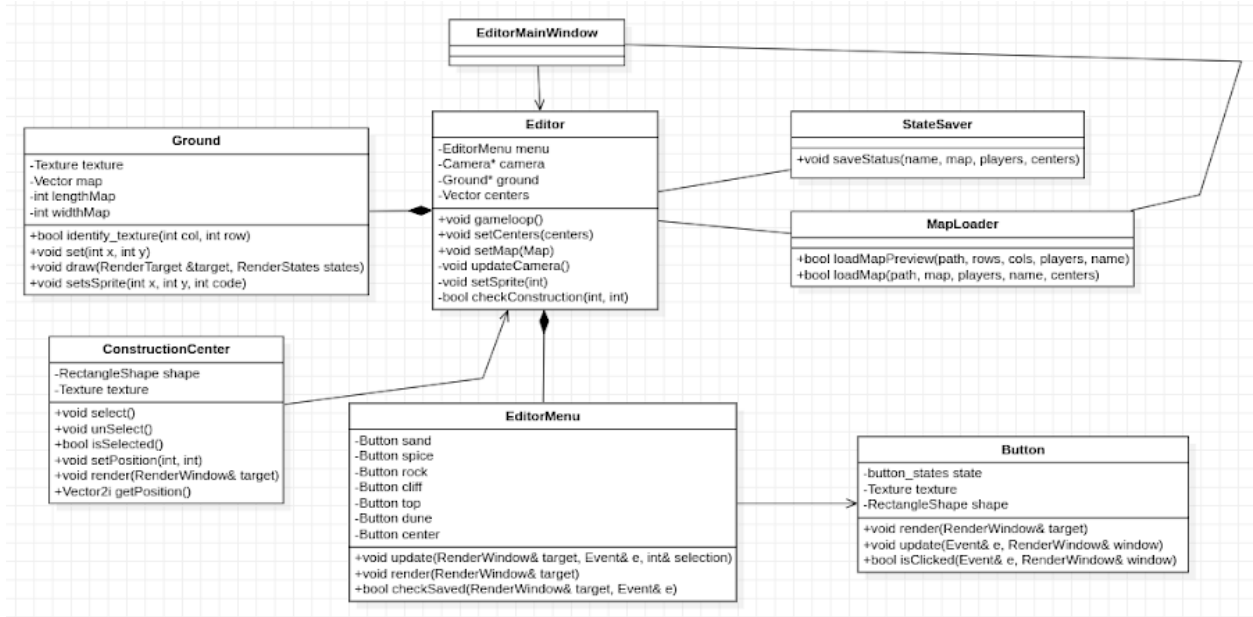 EditorMainWindow
Editor
-EditorMenu menu
-Camera* camera
-Ground* ground
-Vector centers
+void gameloop()
+void setCenters(centers)
+void setMap(Map)
-void updateCamera()
-void setSprite(int)
-bool checkConstruction(int, int)
StateSaver
+void saveStatus(name, map, players, centers)
Ground
-Texture texture
-Vector map
-int lengthMap
-int widthMap
+bool identify_texture(int col, int row)
+void set(int x, int y)
+void draw(RenderTarget &target, RenderStates states)
+void setsSprite(int x, int y, int code)
MapLoader
+bool loadMapPreview(path, rows, cols, players, name)
+bool loadMap(path, map, players, name, centers)
ConstructionCenter
-RectangleShape shape
-Texture texture
+void select()
+void unSelect()
+bool isSelected()
+void setPosition(int, int)
+void render(RenderWindow& target)
+Vector2i getPosition()
EditorMenu
-Button sand
-Button spice
-Button rock
-Button cliff
-Button top
-Button dune
-Button center
+void update(RenderWindow& target, Event& e, int& selection)
+void render(RenderWindow& target)
+bool checkSaved(RenderWindow& target, Event& e)
Button
-button_states state
-Texture texture
-RectangleShape shape
+void render(RenderWindow& target)
+void update(Event& e, RenderWindow& window)
+bool isClicked(Event& e, RenderWindow& window)